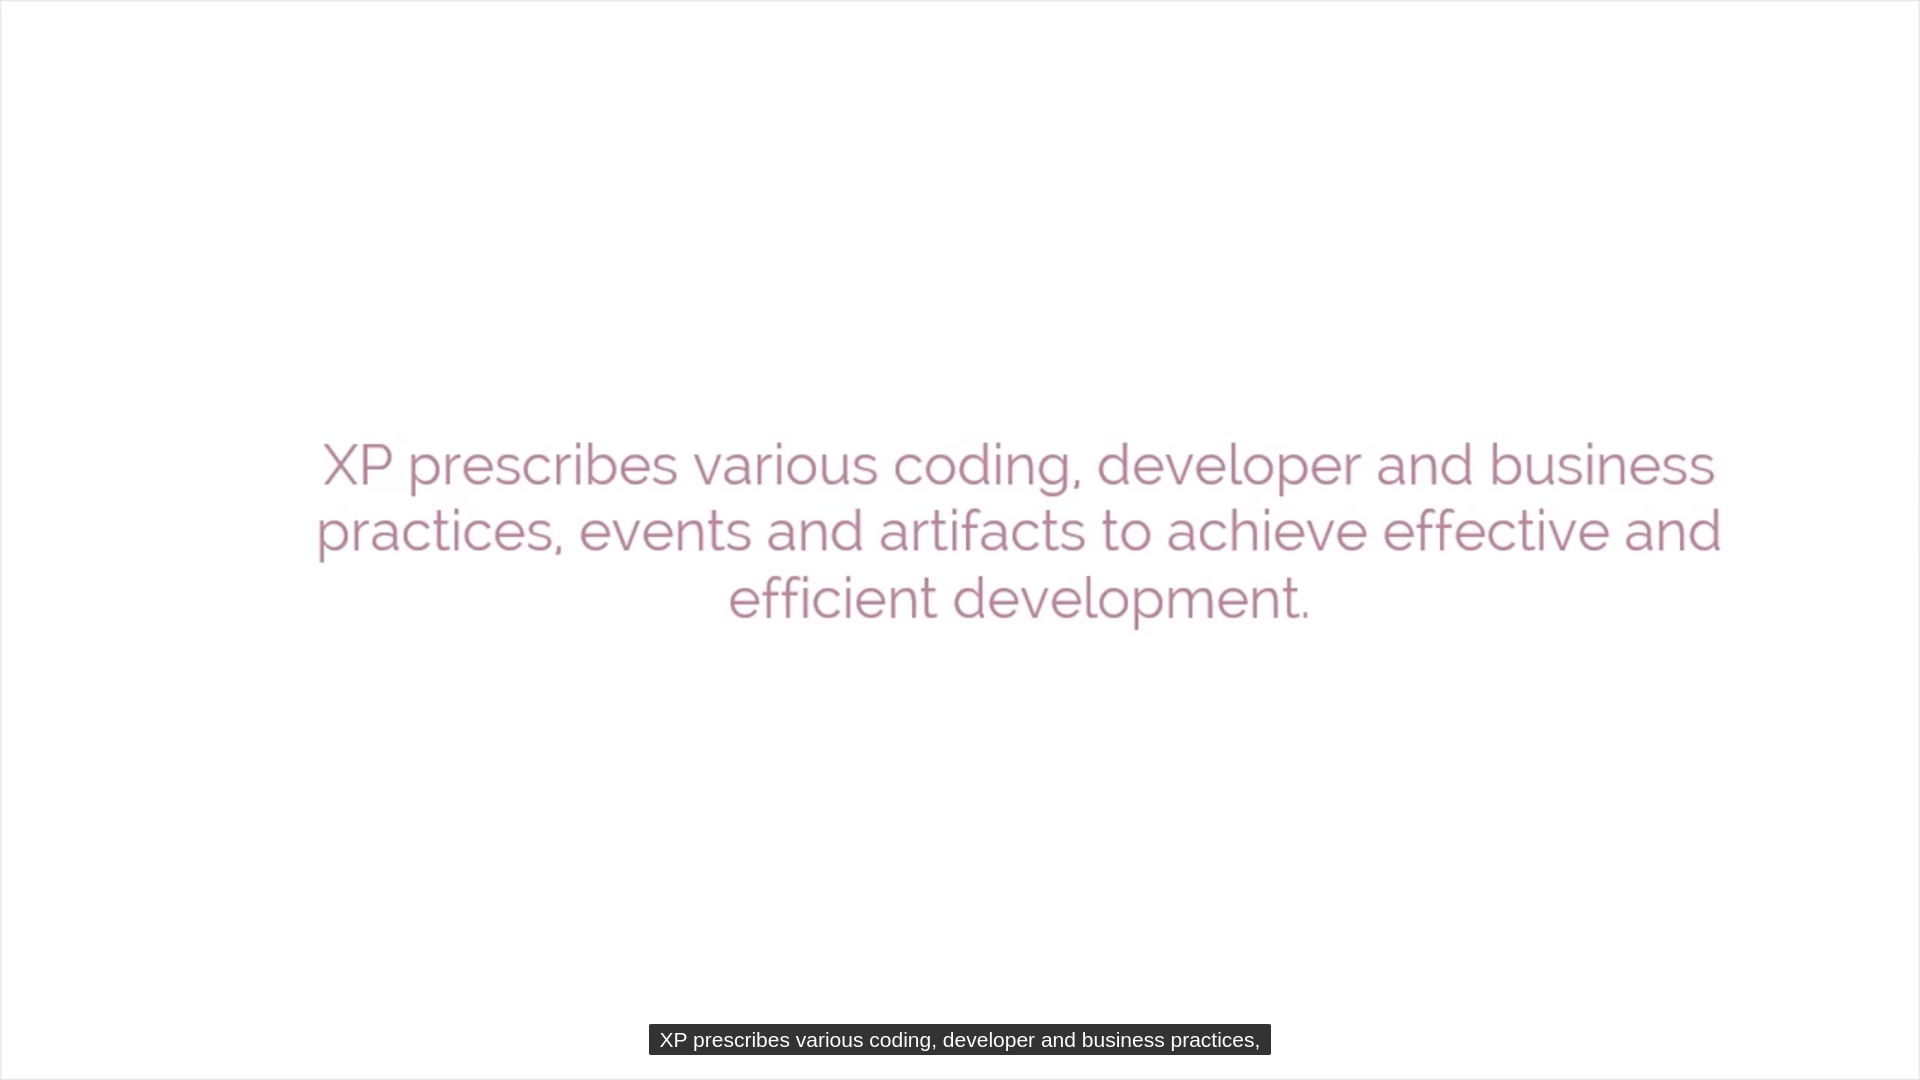 XP prescribes various coding, developer and business
practices, events and artifacts to achieve effective and
efficient development.
XP prescribes various coding, developer and business practices,